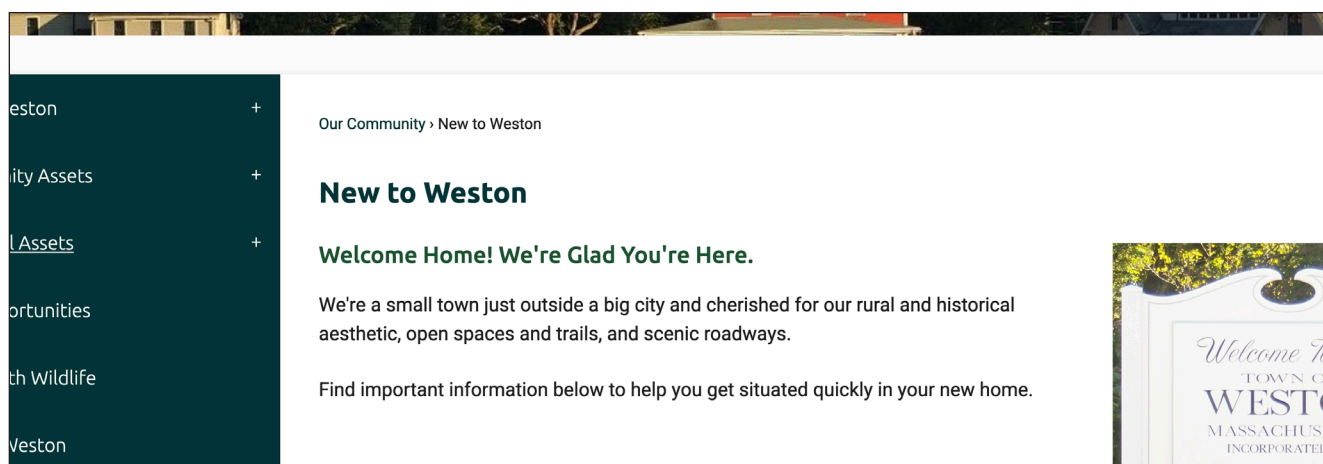 eston +
ity Assets +
l Assets +
ortunities
th Wildlife
Weston
Our Community › New to Weston
New to Weston
Welcome Home! We're Glad You're Here.
We're a small town just outside a big city and cherished for our rural and historical
aesthetic, open spaces and trails, and scenic roadways.
Find important information below to help you get situated quickly in your new home.
Welcome T
TOWN
WEST
MASSACHUS
INCORPORATE